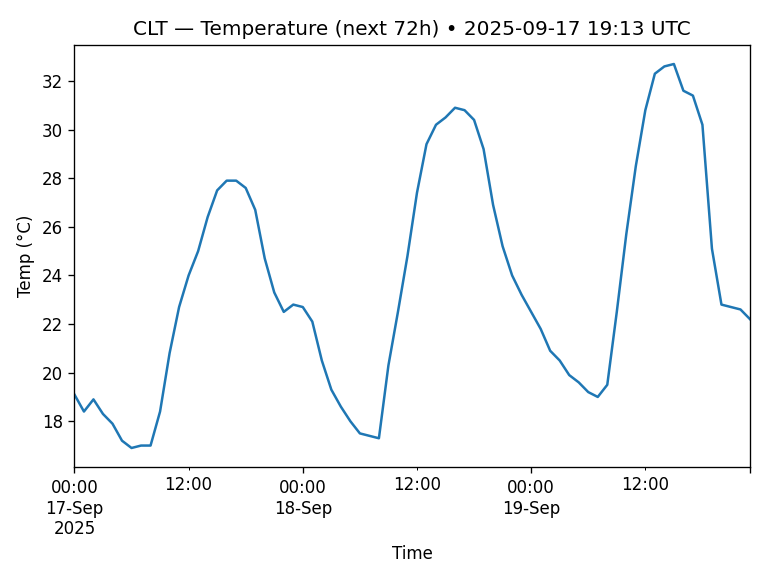 CLT — Temperature (next 72h) • 2025-09-17 19:13 UTC
Temp (°C)
32
30
28
26
24
22
20
18
00:00 12:00 00:00 12:00 00:00 12:00
17-Sep 18-Sep 19-Sep
2025
Time